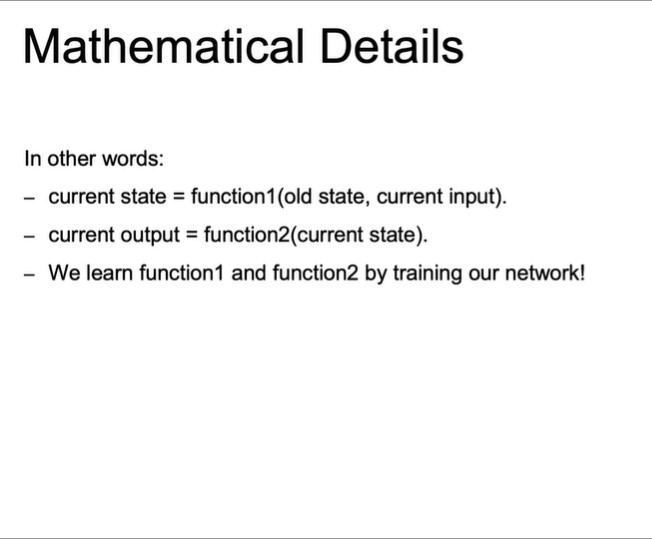 Mathematical Details
In other words:
– current state = function1(old state, current input).
– current output = function2(current state).
– We learn function1 and function2 by training our network!